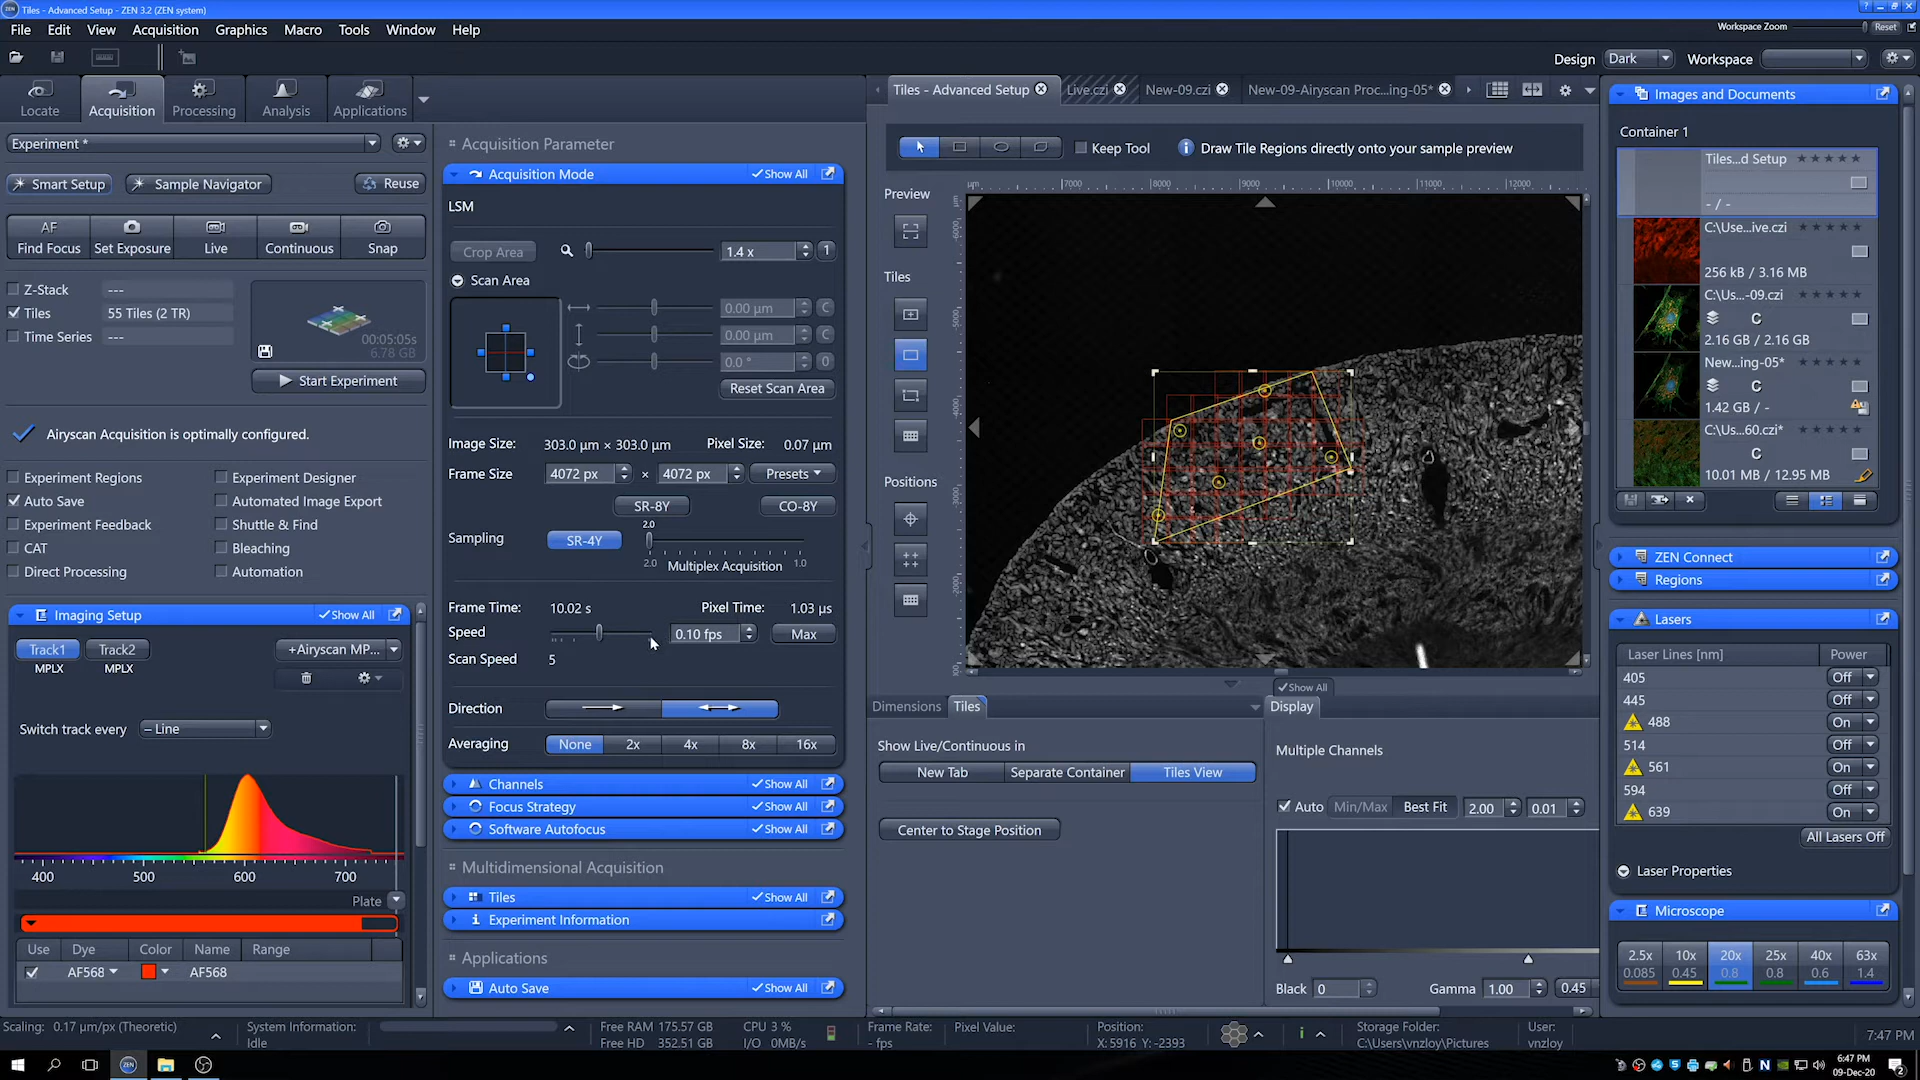 Tiles - Advanced Setup - ZEN 3.2 (ZEN system)
File Edit View Acquisition Graphics Macro Tools Options Window Help
Workspace Zoom Reset
Design Dark Workspace
Locate Acquisition Processing Analysis Applications
Experiment *
Smart Setup Sample Navigator Reuse
AF Find Focus Set Exposure Live Continuous Snap
Z-Stack ---
Tiles 55 Tiles (2 TR)
Time Series ---
00:05:05s
6.78 GB
Start Experiment
Airyscan Acquisition is optimally configured.
Experiment Regions Experiment Designer
Auto Save Automated Image Export
Experiment Feedback Shuttle & Find
CAT Bleaching
Direct Processing Automation
Imaging Setup Show All
Track1 Track2 +Airyscan MP...
MPLX MPLX
Switch track every – Line
400 500 600 700
Plate
Use Dye Color Name Range
AF568 AF568
Acquisition Parameter
Acquisition Mode Show All
LSM
Crop Area 1.4 x 1
Scan Area
0.00 µm C
0.00 µm C
0.0 ° 0
Reset Scan Area
Image Size: 303.0 µm × 303.0 µm Pixel Size: 0.07 µm
Frame Size 4072 px × 4072 px Presets
SR-8Y CO-8Y
2.0
Sampling SR-4Y
2.0 Multiplex Acquisition 1.0
Frame Time: 10.02 s Pixel Time: 1.03 µs
Speed 0.10 fps Max
Scan Speed 5
Direction
Averaging None 2x 4x 8x 16x
Channels Show All
Focus Strategy Show All
Software Autofocus Show All
Multidimensional Acquisition
Tiles Show All
Experiment Information
Applications
Auto Save Show All
Tiles - Advanced Setup Live.czi New-09.czi New-09-Airyscan Proc...ing-05*
Keep Tool Draw Tile Regions directly onto your sample preview
Preview
Tiles
Positions
µm 7000 8000 9000 10000 11000 12000
Show All
Dimensions Tiles Display
Show Live/Continuous in
New Tab Separate Container Tiles View
Center to Stage Position
Multiple Channels
Auto Min/Max Best Fit 2.00 0.01
Black 0 Gamma 1.00 0.45
Images and Documents
Container 1
Tiles...d Setup
- / -
C:\Use...ive.czi
256 kB / 3.16 MB
C:\Us...-09.czi
C
2.16 GB / 2.16 GB
New...ing-05*
C
1.42 GB / -
C:\Us...60.czi*
10.01 MB / 12.95 MB
ZEN Connect
Regions
Lasers
Laser Lines [nm] Power
405 Off
445 Off
488 On
514 Off
561 On
594 Off
639 On
All Lasers Off
Laser Properties
Microscope
2.5x 10x 20x 25x 40x 63x
0.085 0.45 0.8 0.8 0.6 1.4
Scaling: 0.17 µm/px (Theoretic)
System Information: Idle
Free RAM 175.57 GB
Free HD 352.51 GB
CPU 3 %
I/O 0MB/s
Frame Rate: - fps
Pixel Value:
Position: X: 5916 Y: -2393
Storage Folder: C:\Users\vnzloy\Pictures
User: vnzloy
7:47 PM
6:47 PM
09-Dec-20